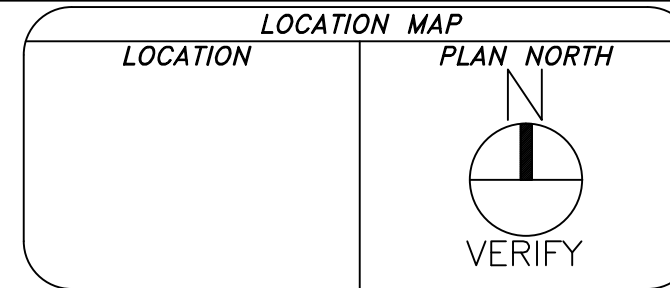 LOCATION MAP
LOCATION
PLAN NORTH
N
VERIFY